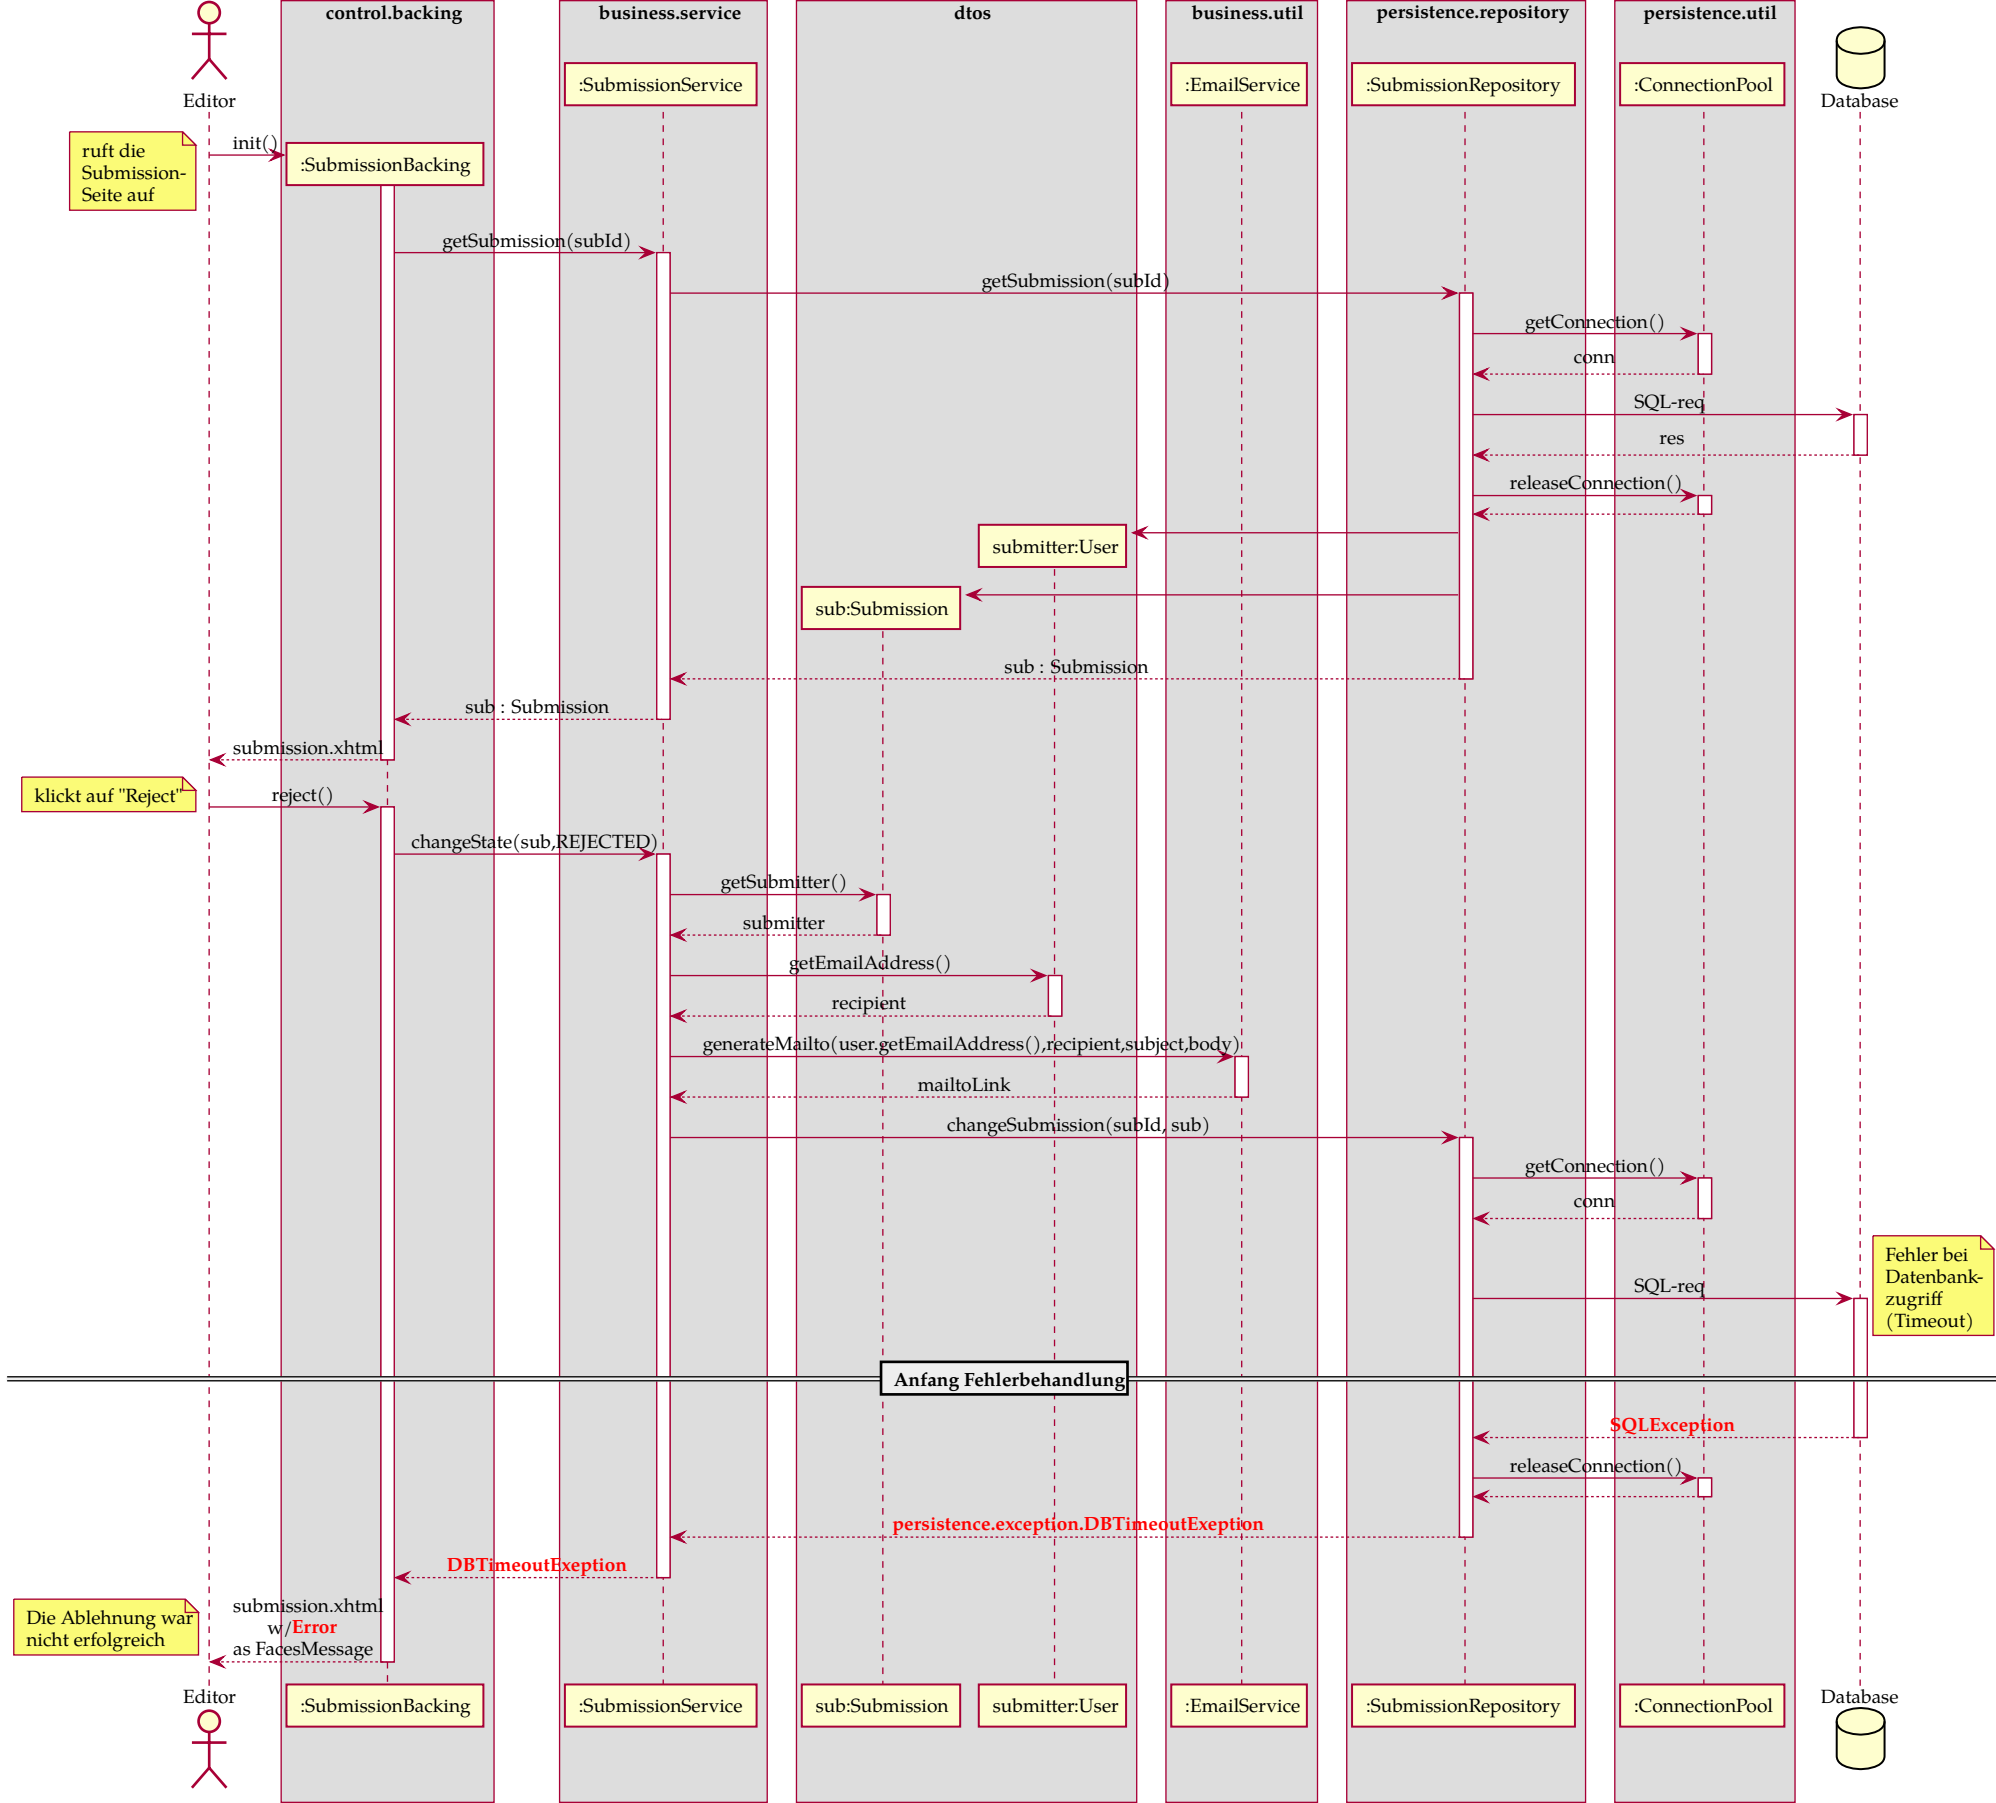 control.backing
business.service
dtos
business.util
persistence.repository
persistence.util
:SubmissionService
:EmailService
:SubmissionRepository
:ConnectionPool
Editor
Database
ruft die
Submission-
Seite auf
init()
:SubmissionBacking
getSubmission(subId)
getSubmission(subId)
getConnection()
conn
SQL-req
res
releaseConnection()
submitter:User
sub:Submission
sub : Submission
sub : Submission
submission.xhtml
klickt auf "Reject"
reject()
changeState(sub,REJECTED)
getSubmitter()
submitter
getEmailAddress()
recipient
generateMailto(user.getEmailAddress(),recipient,subject,body)
mailtoLink
changeSubmission(subId, sub)
getConnection()
conn
Fehler bei
Datenbank-
zugriff
(Timeout)
SQL-req
Anfang Fehlerbehandlung
SQLException
releaseConnection()
persistence.exception.DBTimeoutExeption
DBTimeoutExeption
Die Ablehnung war
nicht erfolgreich
submission.xhtml
w/Error
as FacesMessage
Editor
:SubmissionBacking
:SubmissionService
sub:Submission
submitter:User
:EmailService
:SubmissionRepository
:ConnectionPool
Database